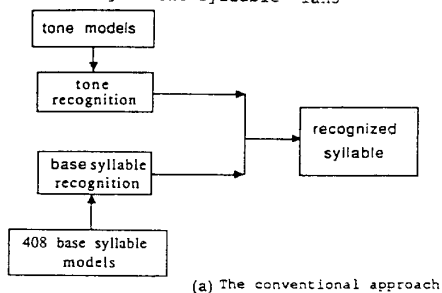 tone models
tone
recognition
recognized
syllable
base syllable
recognition
408 base syllable
models
(a) The conventional approach